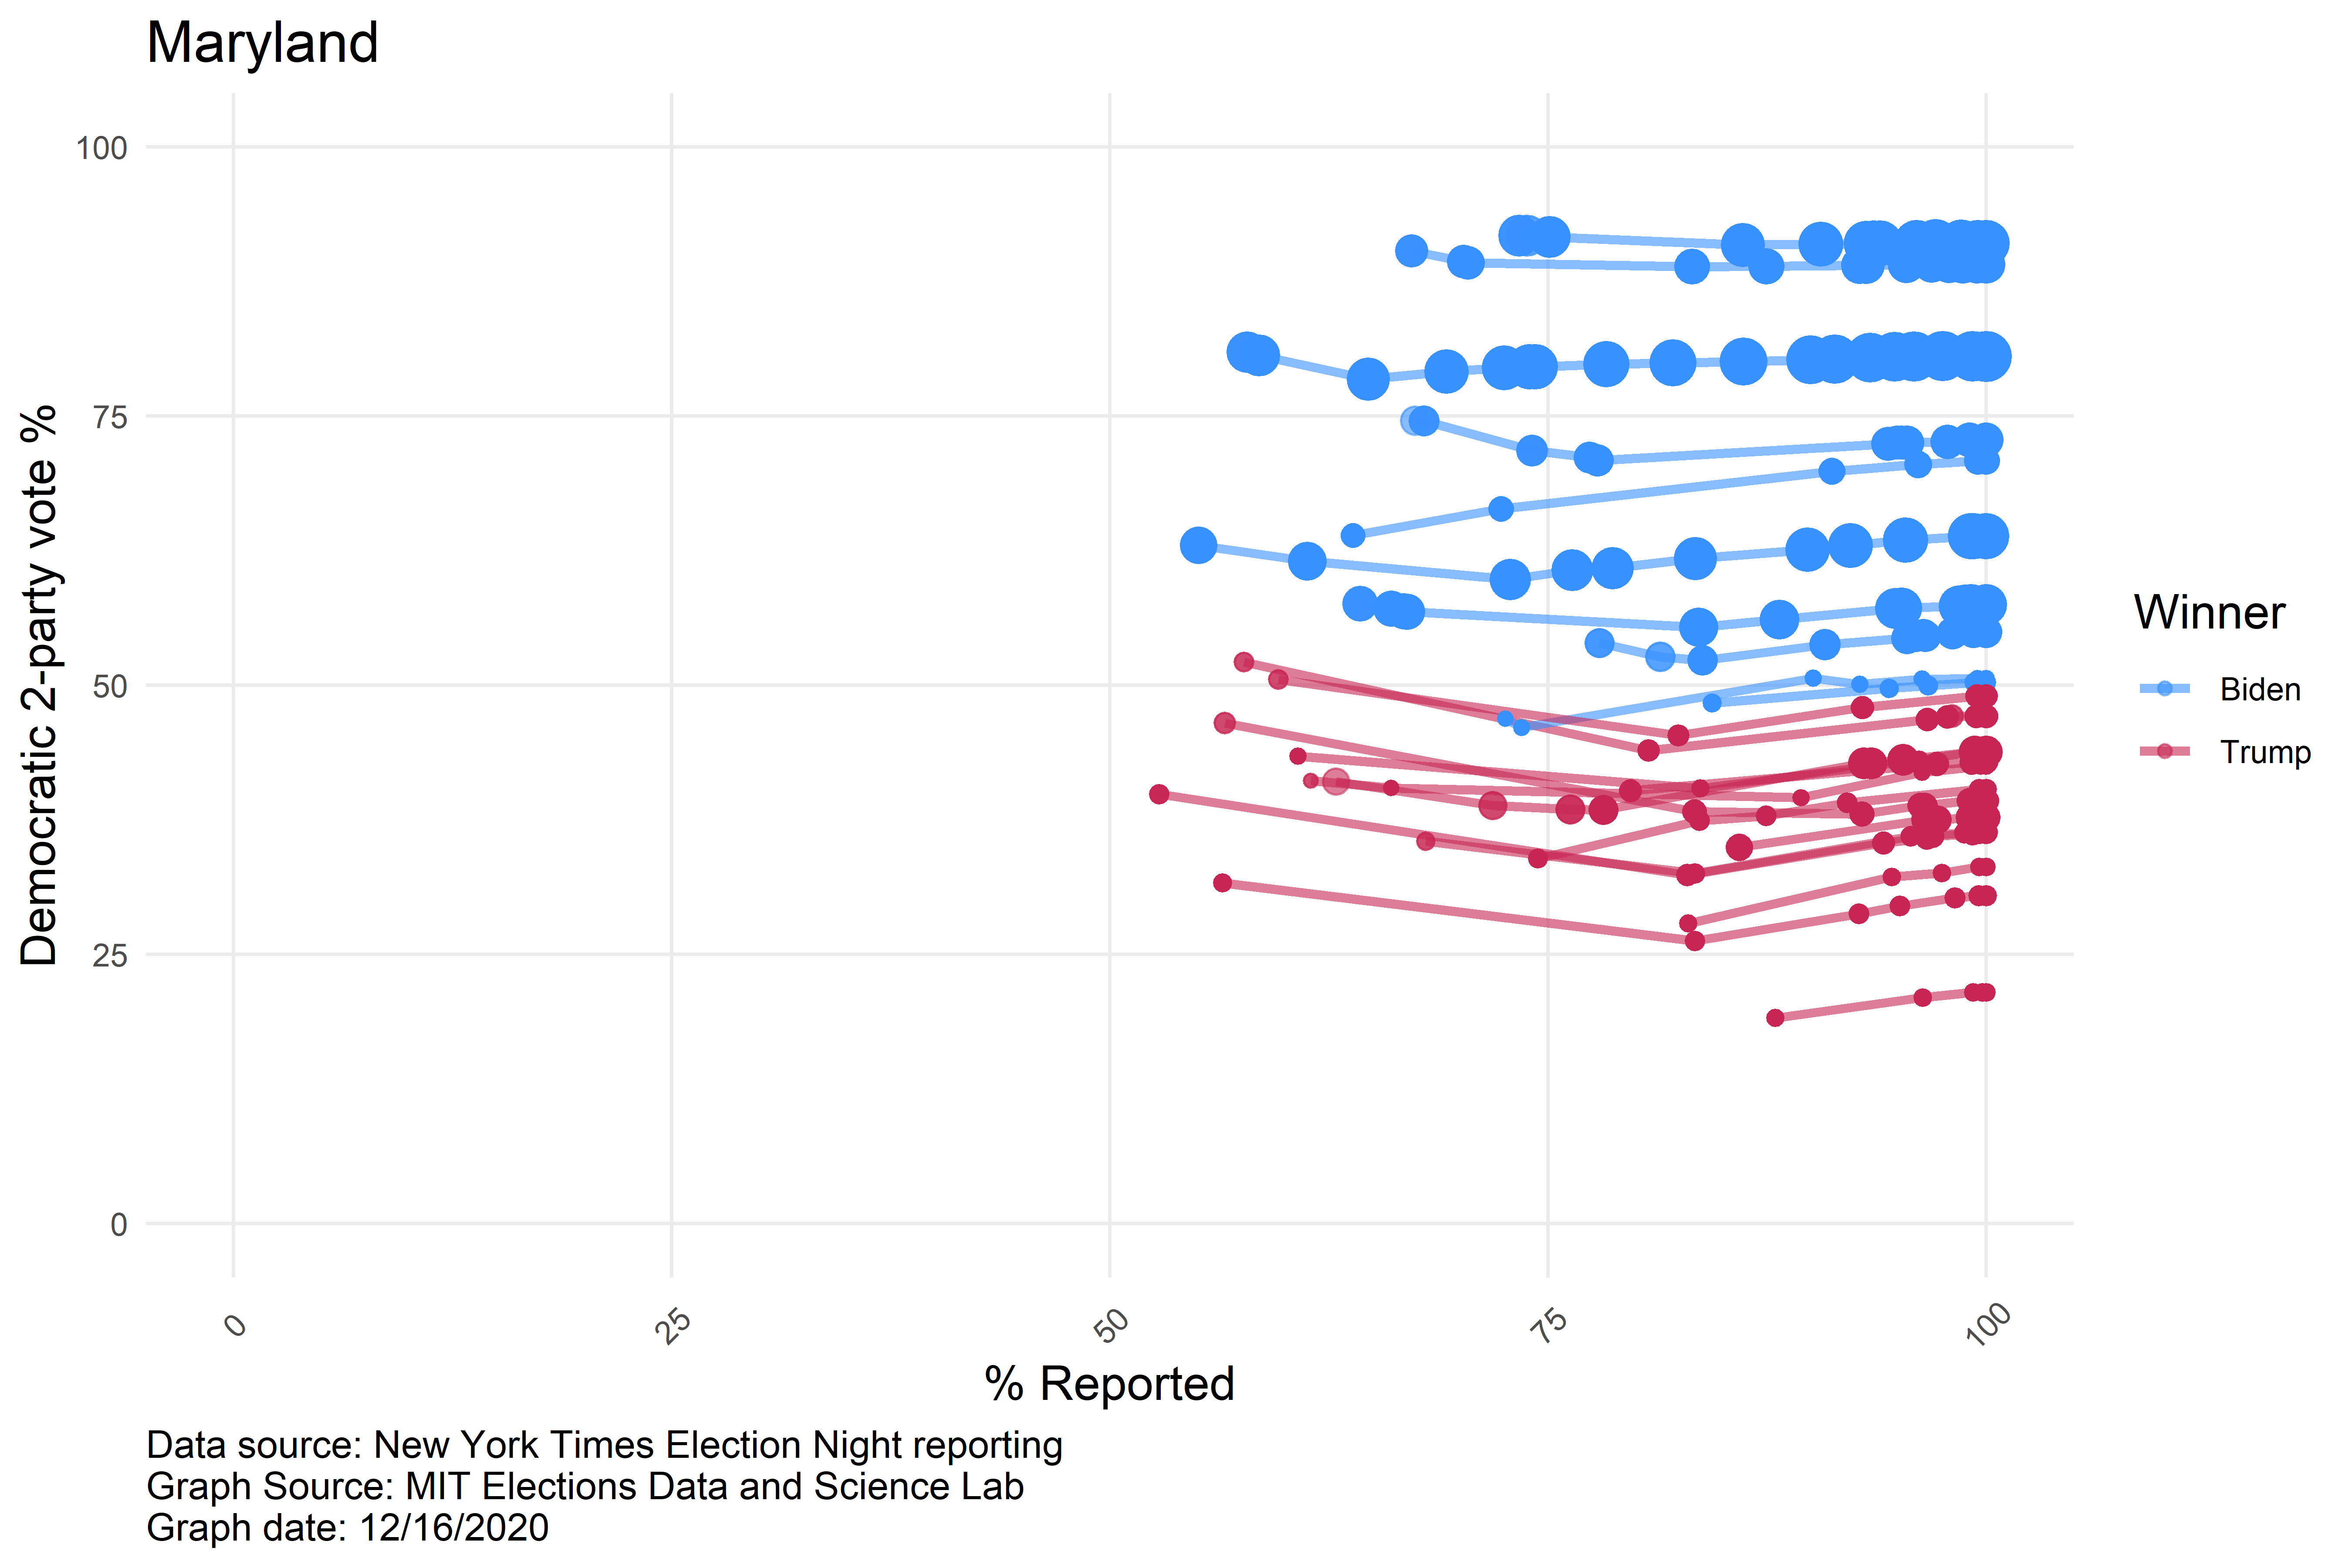 Maryland
Democratic 2-party vote %
100
75
50
25
0
0
25
50
75
100
% Reported
Winner
Biden
Trump
Data source: New York Times Election Night reporting
Graph Source: MIT Elections Data and Science Lab
Graph date: 12/16/2020